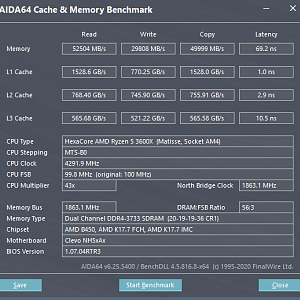 AIDA64 Cache & Memory Benchmark
Read Write Copy Latency
Memory 52504 MB/s 29808 MB/s 49999 MB/s 69.2 ns
L1 Cache 1528.6 GB/s 770.25 GB/s 1528.0 GB/s 1.0 ns
L2 Cache 768.40 GB/s 745.90 GB/s 755.91 GB/s 2.9 ns
L3 Cache 565.68 GB/s 521.22 GB/s 565.58 GB/s 10.5 ns
CPU Type HexaCore AMD Ryzen 5 3600X (Matisse, Socket AM4)
CPU Stepping MTS-B0
CPU Clock 4291.9 MHz
CPU FSB 99.8 MHz (original: 100 MHz)
CPU Multiplier 43x North Bridge Clock 1863.1 MHz
Memory Bus 1863.1 MHz DRAM:FSB Ratio 56:3
Memory Type Dual Channel DDR4-3733 SDRAM (20-19-19-36 CR1)
Chipset AMD B450, AMD K17.7 FCH, AMD K17.7 IMC
Motherboard Clevo NH5xAx
BIOS Version 1.07.04RTR3
AIDA64 v6.25.5400 / BenchDLL 4.5.816.8-x64 (c) 1995-2020 FinalWire Ltd.
Save Start Benchmark Close